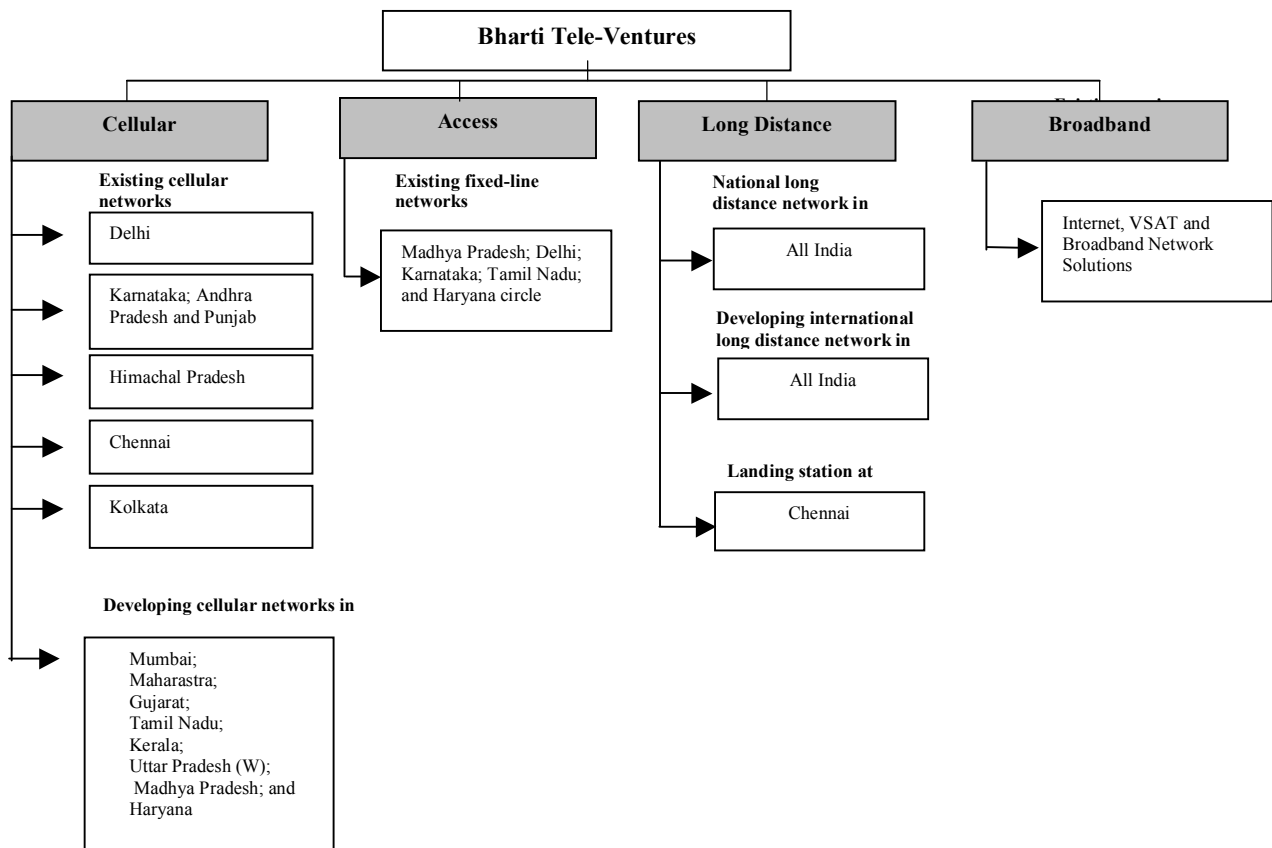 Bharti Tele-Ventures
Cellular
Existing cellular
networks
Delhi
Karnataka; Andhra
Pradesh and Punjab
Himachal Pradesh
Chennai
Kolkata
Developing cellular networks in
Mumbai;
Maharastra;
Gujarat;
Tamil Nadu;
Kerala;
Uttar Pradesh (W);
Madhya Pradesh; and
Haryana
Access
Existing fixed-line
networks
Madhya Pradesh; Delhi;
Karnataka; Tamil Nadu;
and Haryana circle
Long Distance
National long
distance network in
All India
Developing international
long distance network in
All India
Landing station at
Chennai
Broadband
Internet, VSAT and
Broadband Network
Solutions